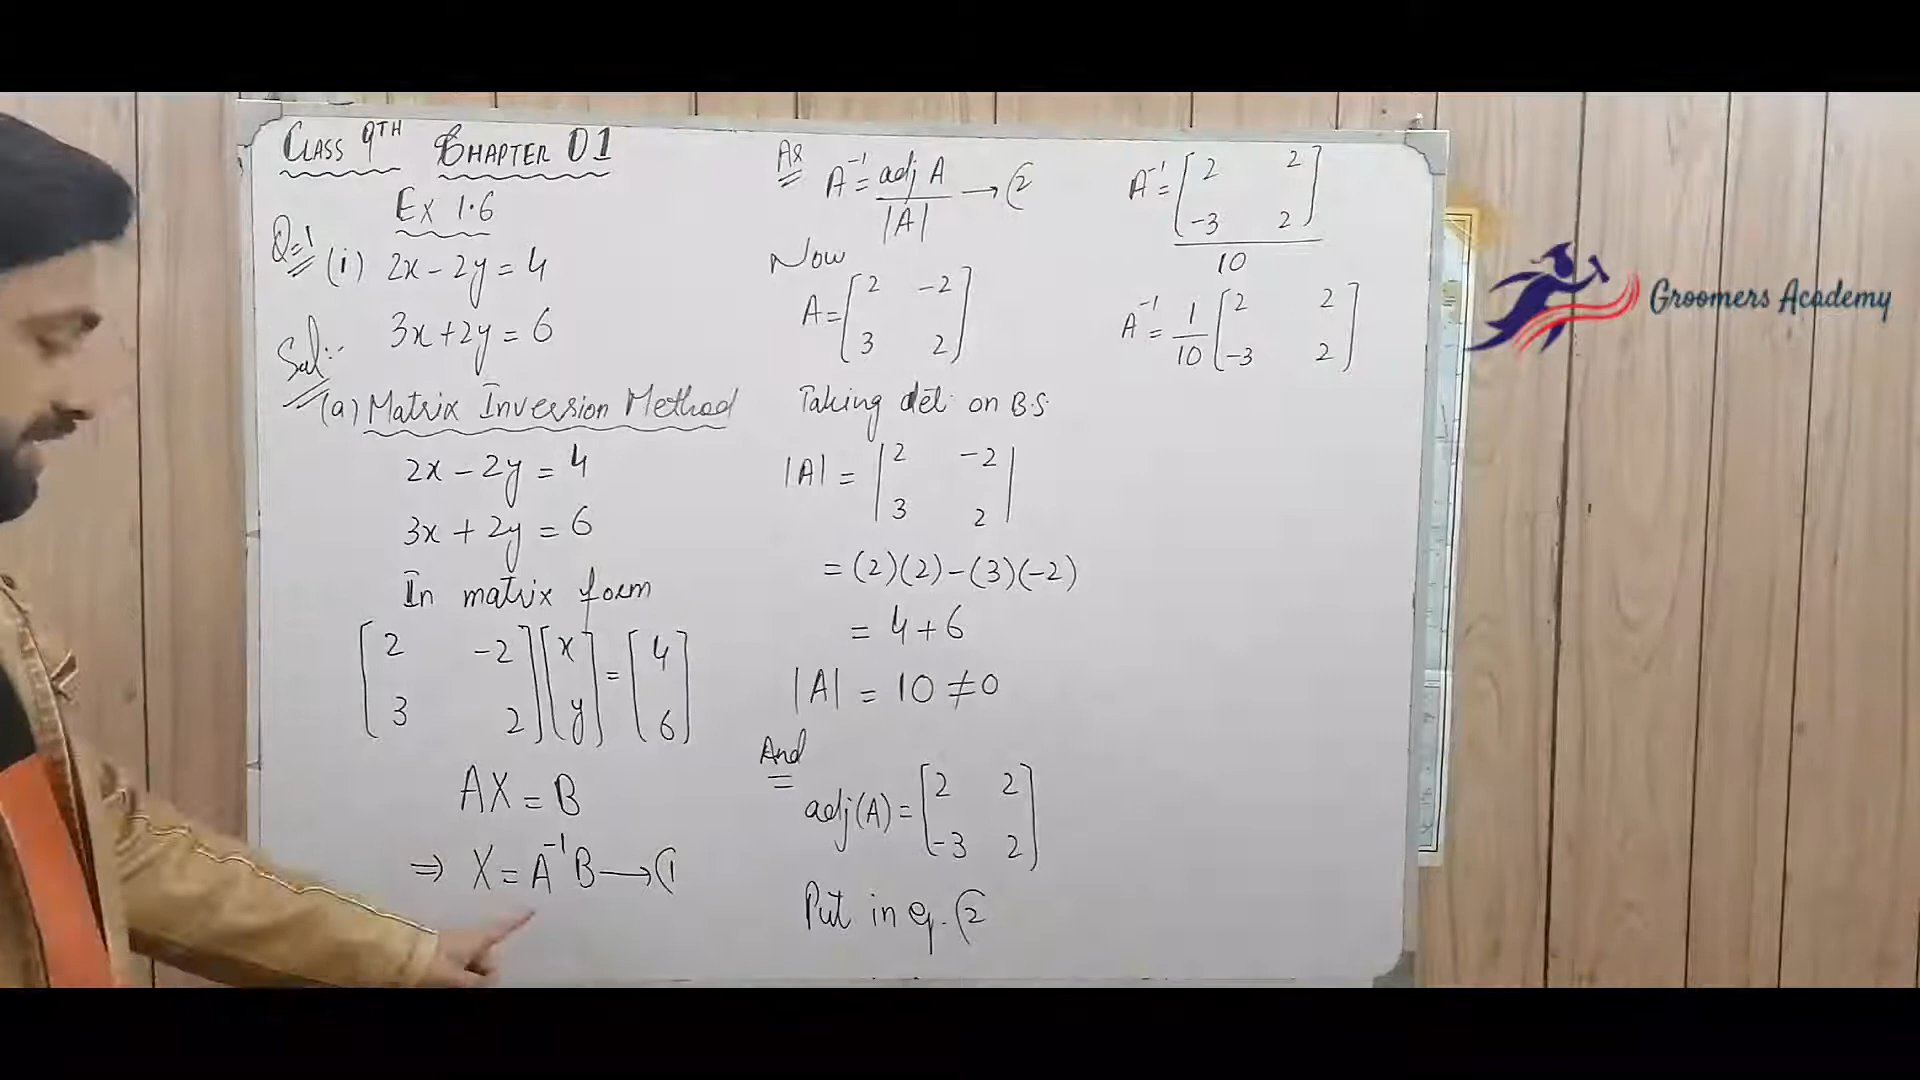 CLASS 9TH CHAPTER 01
Ex 1.6
Q=1 (i) 2x - 2y = 4
3x + 2y = 6
Sol:-
(a) Matrix Inversion Method
2x - 2y = 4
3x + 2y = 6
In matrix form
[2 -2] [x] = [4]
[3 2] [y] [6]
AX = B
⇒ X = A⁻¹B → (1
As A⁻¹ = adj A / |A| → (2
Now
A = [2 -2]
[3 2]
Taking det. on B.S.
|A| = |2 -2|
|3 2|
= (2)(2) - (3)(-2)
= 4 + 6
|A| = 10 ≠ 0
And
adj(A) = [2 2]
[-3 2]
Put in eq. (2
A⁻¹ = [2 2]
[-3 2]
10
A⁻¹ = 1/10 [2 2]
[-3 2]
Groomers Academy